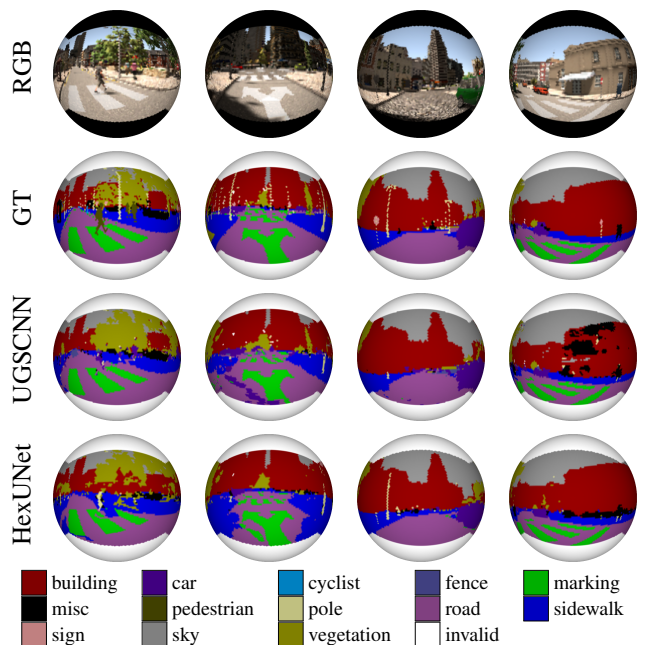 RGB
GT
UGSCNN
HexUNet
building car cyclist fence marking
misc pedestrian pole road sidewalk
sign sky vegetation invalid